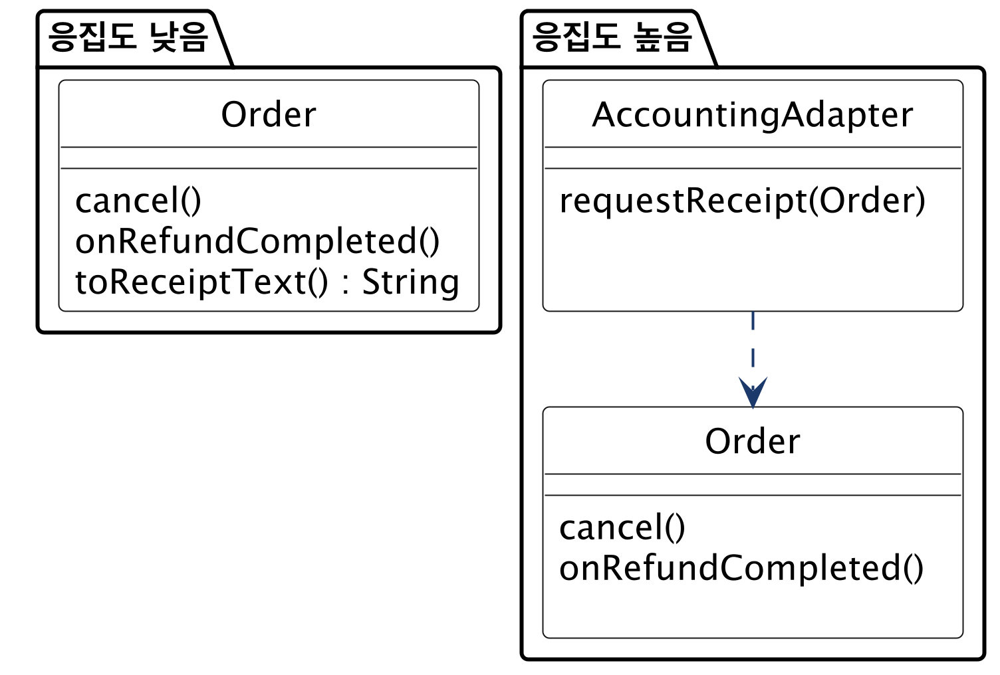 응집도 낮음
Order
cancel()
onRefundCompleted()
toReceiptText() : String
응집도 높음
AccountingAdapter
requestReceipt(Order)
Order
cancel()
onRefundCompleted()